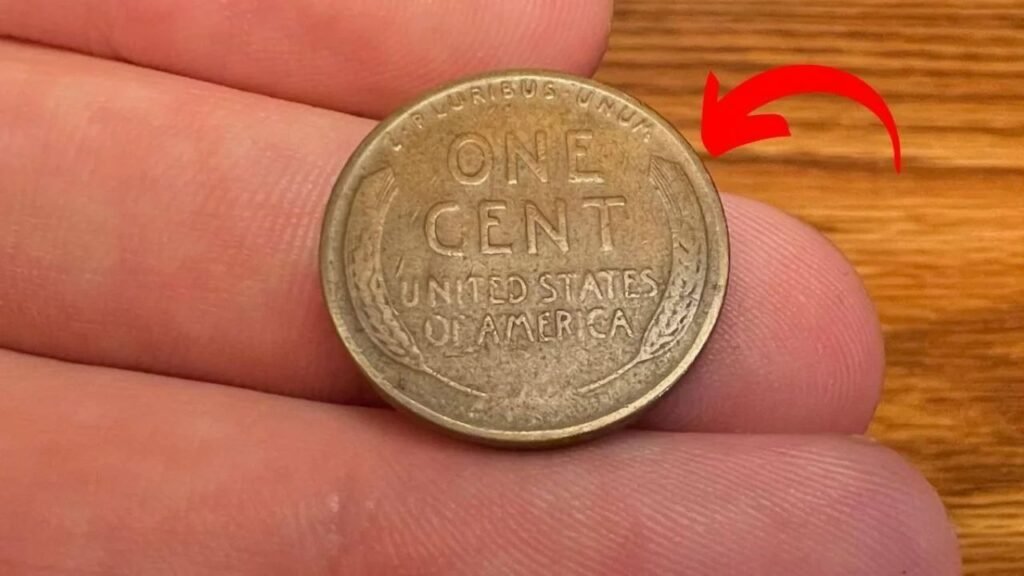 E·PLURIBUS·UNUM
ONE
CENT
UNITED STATES
OF AMERICA